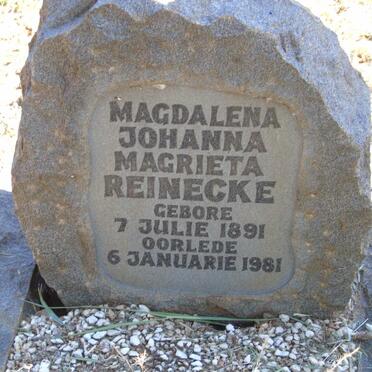 MAGDALENA
JOHANNA
MAGRIETA
REINECKE
GEBORE
7 JULIE 1891
OORLEDE
6 JANUARIE 1981